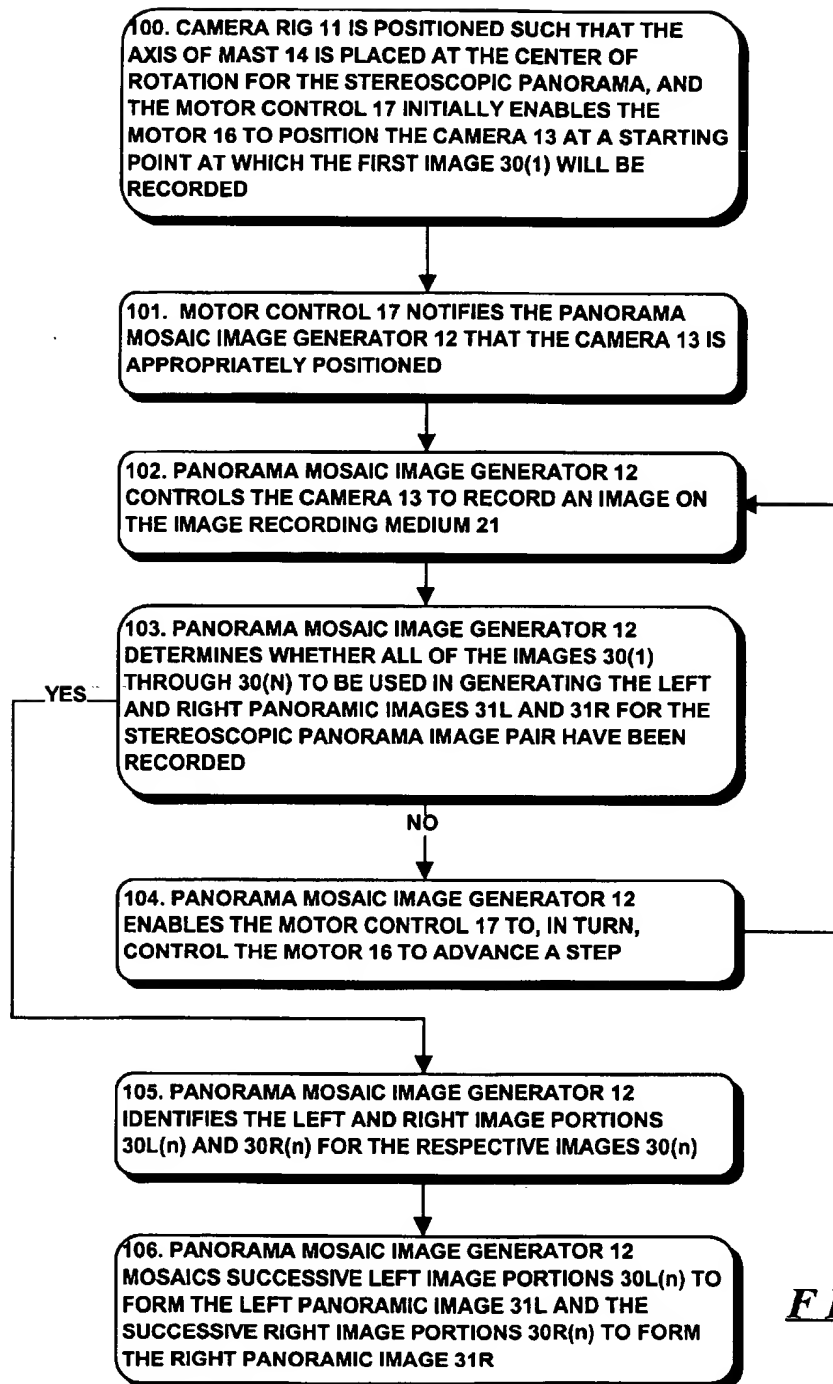 100. CAMERA RIG 11 IS POSITIONED SUCH THAT THE
AXIS OF MAST 14 IS PLACED AT THE CENTER OF
ROTATION FOR THE STEREOSCOPIC PANORAMA, AND
THE MOTOR CONTROL 17 INITIALLY ENABLES THE
MOTOR 16 TO POSITION THE CAMERA 13 AT A STARTING
POINT AT WHICH THE FIRST IMAGE 30(1) WILL BE
RECORDED
101. MOTOR CONTROL 17 NOTIFIES THE PANORAMA
MOSAIC IMAGE GENERATOR 12 THAT THE CAMERA 13 IS
APPROPRIATELY POSITIONED
102. PANORAMA MOSAIC IMAGE GENERATOR 12
CONTROLS THE CAMERA 13 TO RECORD AN IMAGE ON
THE IMAGE RECORDING MEDIUM 21
103. PANORAMA MOSAIC IMAGE GENERATOR 12
DETERMINES WHETHER ALL OF THE IMAGES 30(1)
THROUGH 30(N) TO BE USED IN GENERATING THE LEFT
AND RIGHT PANORAMIC IMAGES 31L AND 31R FOR THE
STEREOSCOPIC PANORAMA IMAGE PAIR HAVE BEEN
RECORDED
YES
NO
104. PANORAMA MOSAIC IMAGE GENERATOR 12
ENABLES THE MOTOR CONTROL 17 TO, IN TURN,
CONTROL THE MOTOR 16 TO ADVANCE A STEP
105. PANORAMA MOSAIC IMAGE GENERATOR 12
IDENTIFIES THE LEFT AND RIGHT IMAGE PORTIONS
30L(n) AND 30R(n) FOR THE RESPECTIVE IMAGES 30(n)
106. PANORAMA MOSAIC IMAGE GENERATOR 12
MOSAICS SUCCESSIVE LEFT IMAGE PORTIONS 30L(n) TO
FORM THE LEFT PANORAMIC IMAGE 31L AND THE
SUCCESSIVE RIGHT IMAGE PORTIONS 30R(n) TO FORM
THE RIGHT PANORAMIC IMAGE 31R